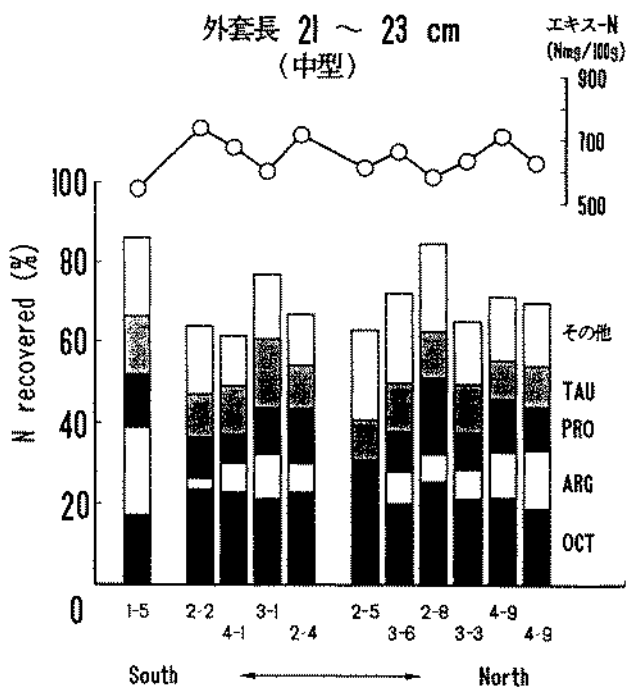 外套長 21 ～ 23 cm
(中型)
エキス-N
(Nmg/100g)
900
700
500
100
80
60
40
20
0
N recovered (%)
その他
TAU
PRO
ARG
OCT
1-5 2-2 3-1 2-5 2-8 4-9
4-1 2-4 3-6 3-3 4-9
South North